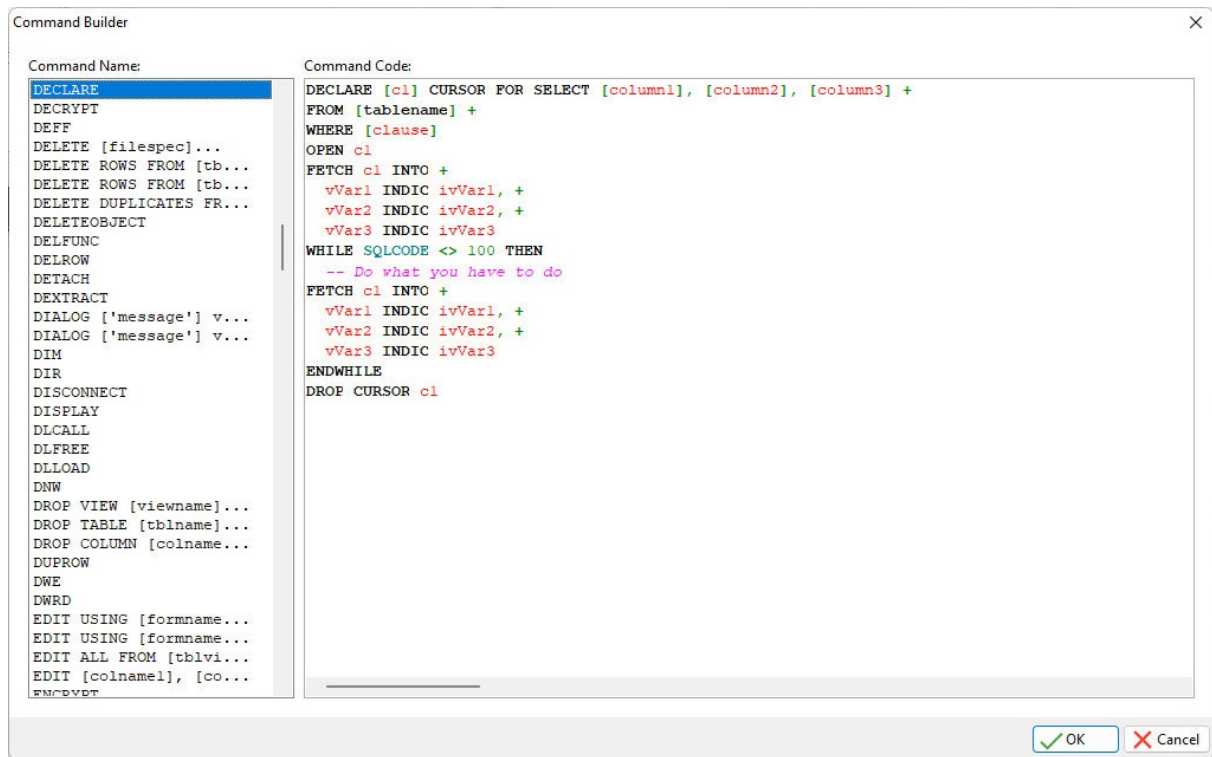 Command Builder
Command Name:
DECLARE
DECRYPT
DEFF
DELETE [filespec]...
DELETE ROWS FROM [tb...
DELETE ROWS FROM [tb...
DELETE DUPLICATES FR...
DELETEOBJECT
DELFUNC
DELROW
DETACH
DEXTRACT
DIALOG ['message'] v...
DIALOG ['message'] v...
DIM
DIR
DISCONNECT
DISPLAY
DLCALL
DLFREE
DLLOAD
DNW
DROP VIEW [viewname]...
DROP TABLE [tblname]...
DROP COLUMN [colname...
DUPROW
DWE
DWRD
EDIT USING [formname...
EDIT USING [formname...
EDIT ALL FROM [tblvi...
EDIT [colname1], [co...
ENCRYPT
Command Code:
DECLARE [c1] CURSOR FOR SELECT [column1], [column2], [column3] +
FROM [tablename] +
WHERE [clause]
OPEN c1
FETCH c1 INTO +
  vVar1 INDIC ivVar1, +
  vVar2 INDIC ivVar2, +
  vVar3 INDIC ivVar3
WHILE SQLCODE <> 100 THEN
  -- Do what you have to do
FETCH c1 INTO +
  vVar1 INDIC ivVar1, +
  vVar2 INDIC ivVar2, +
  vVar3 INDIC ivVar3
ENDWHILE
DROP CURSOR c1
OK
Cancel